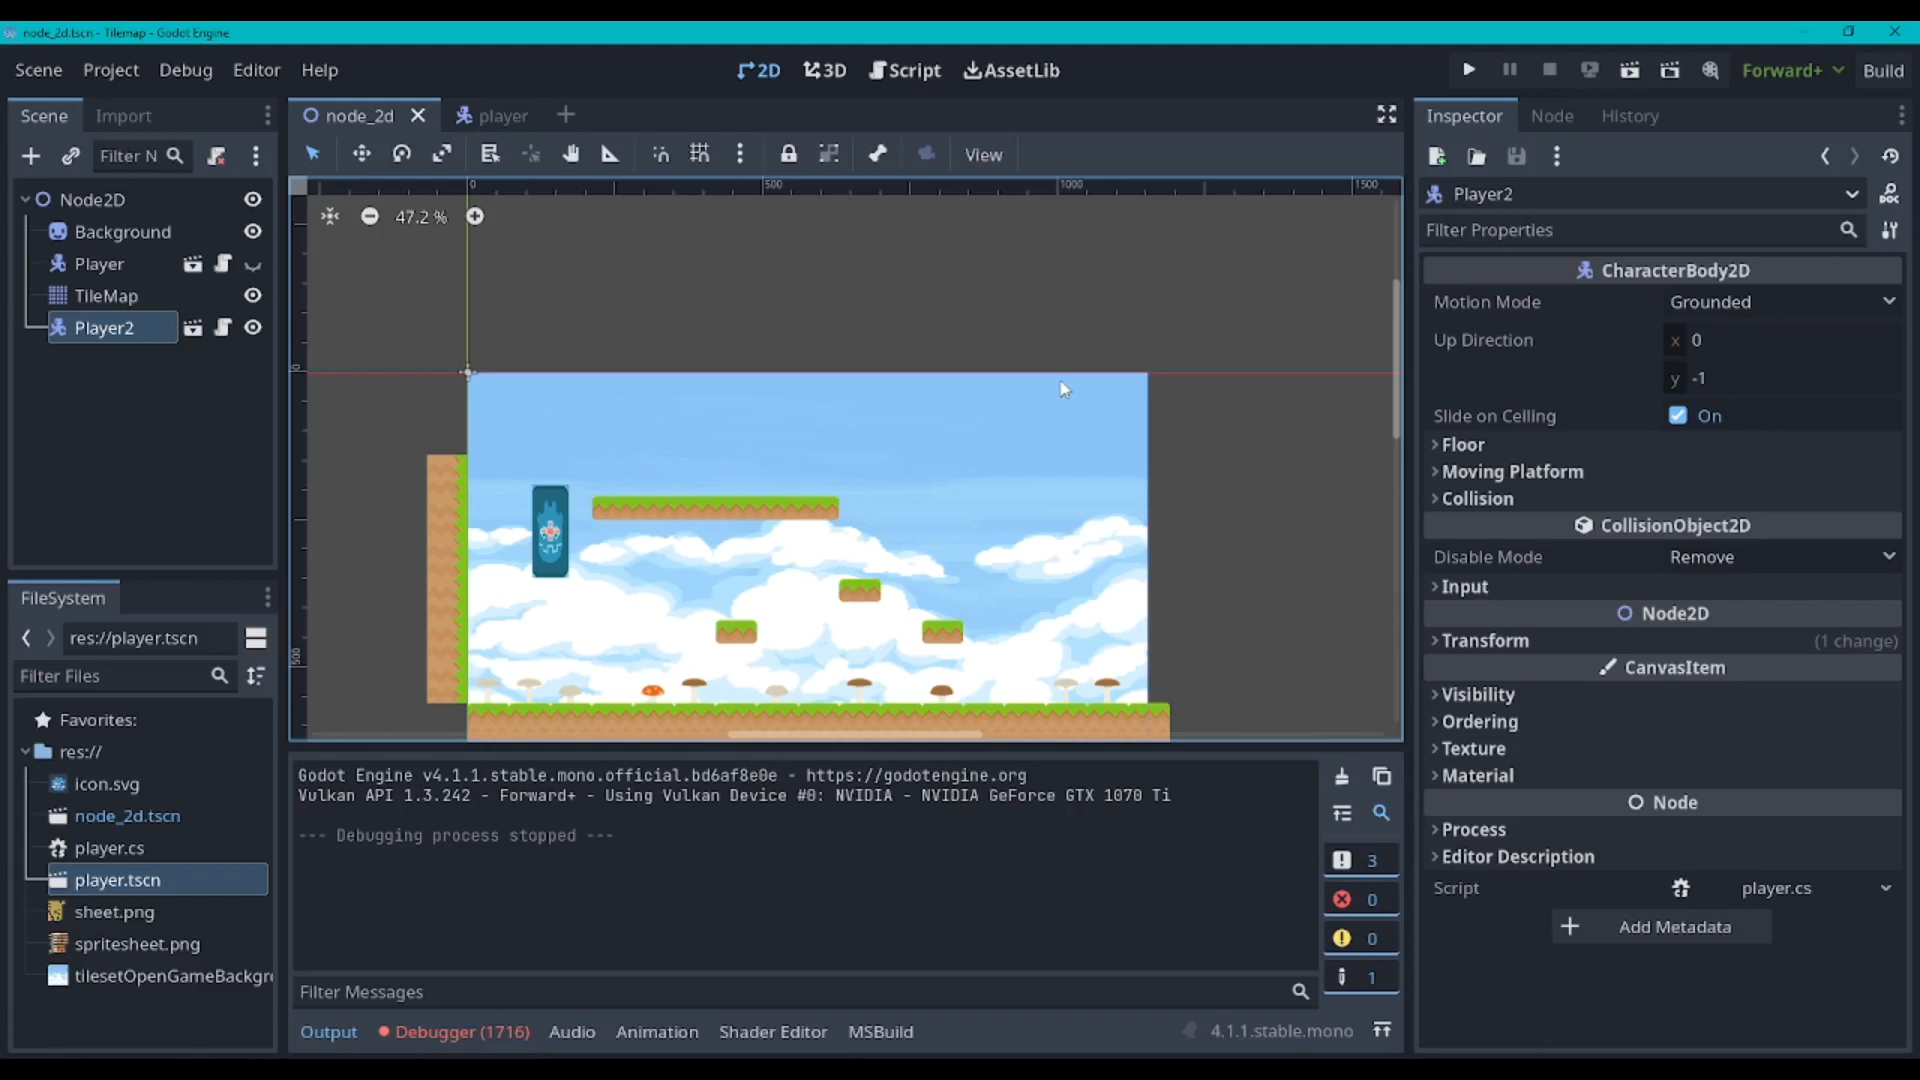 node_2d.tscn - Tilemap - Godot Engine
Scene Project Debug Editor Help
2D 3D Script AssetLib
Forward+ Build
Scene Import
Filter N
Node2D
Background
Player
TileMap
Player2
FileSystem
res://player.tscn
Filter Files
Favorites:
res://
icon.svg
node_2d.tscn
player.cs
player.tscn
sheet.png
spritesheet.png
tilesetOpenGameBackgr
node_2d player
View
0 500 1000 1500
47.2 %
0
500
Godot Engine v4.1.1.stable.mono.official.bd6af8e0e - https://godotengine.org
Vulkan API 1.3.242 - Forward+ - Using Vulkan Device #0: NVIDIA - NVIDIA GeForce GTX 1070 Ti
--- Debugging process stopped ---
3
0
0
1
Filter Messages
Output Debugger (1716) Audio Animation Shader Editor MSBuild
4.1.1.stable.mono
Inspector Node History
Player2
Filter Properties
CharacterBody2D
Motion Mode Grounded
Up Direction x 0
y -1
Slide on Ceiling On
Floor
Moving Platform
Collision
CollisionObject2D
Disable Mode Remove
Input
Node2D
Transform (1 change)
CanvasItem
Visibility
Ordering
Texture
Material
Node
Process
Editor Description
Script player.cs
Add Metadata